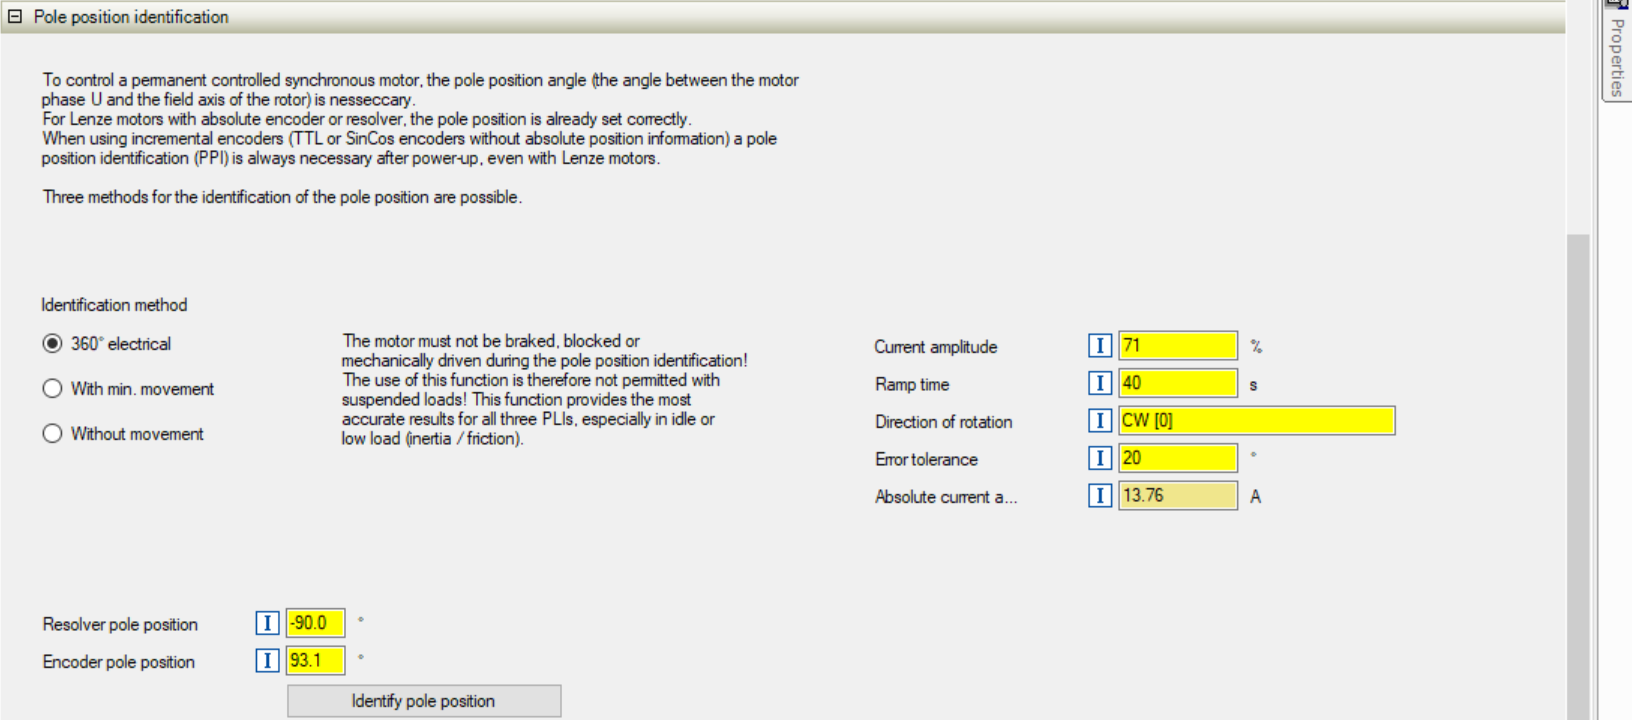 Pole position identification
Properties
To control a permanent controlled synchronous motor, the pole position angle (the angle between the motor
phase U and the field axis of the rotor) is nesseccary.
For Lenze motors with absolute encoder or resolver, the pole position is already set correctly.
When using incremental encoders (TTL or SinCos encoders without absolute position information) a pole
position identification (PPI) is always necessary after power-up, even with Lenze motors.
Three methods for the identification of the pole position are possible.
Identification method
360° electrical
With min. movement
Without movement
The motor must not be braked, blocked or
mechanically driven during the pole position identification!
The use of this function is therefore not permitted with
suspended loads! This function provides the most
accurate results for all three PLIs, especially in idle or
low load (inertia / friction).
Current amplitude I 71 %
Ramp time I 40 s
Direction of rotation I CW [0]
Error tolerance I 20 °
Absolute current a... I 13.76 A
Resolver pole position I -90.0 °
Encoder pole position I 93.1 °
Identify pole position